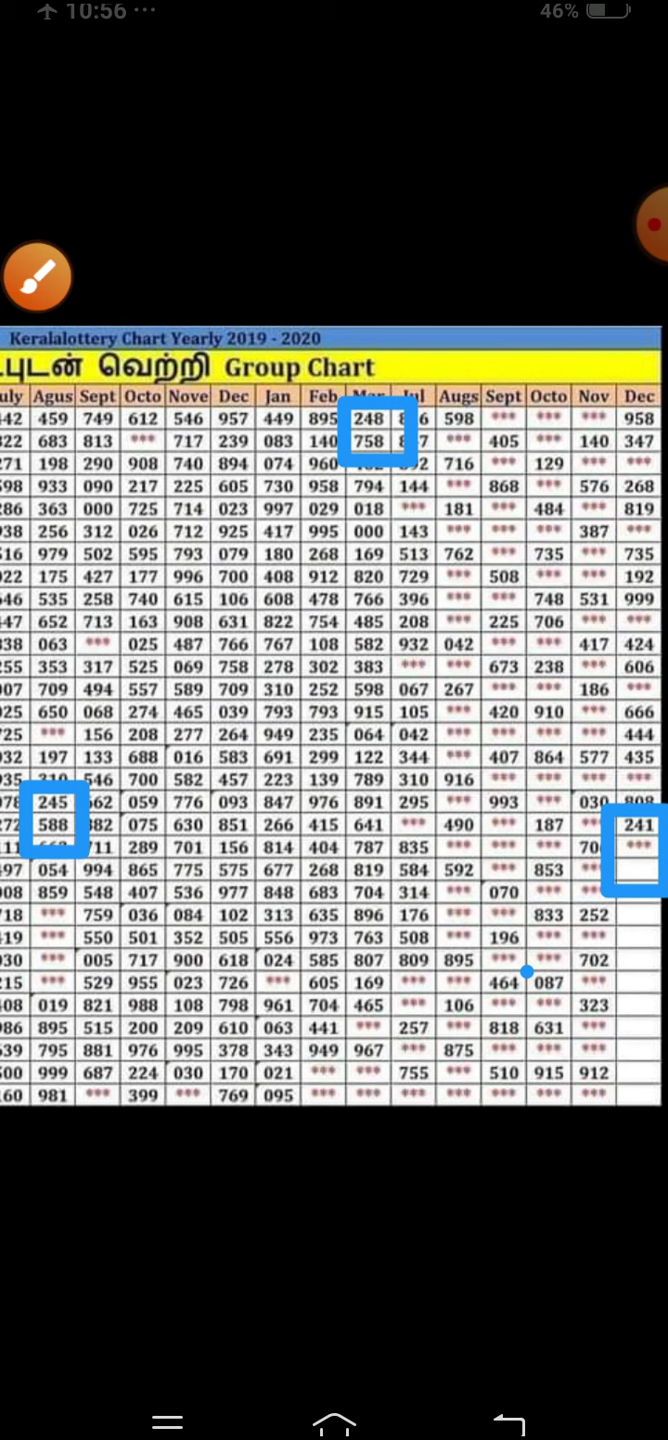 10:56 ···
46%
Keralalottery Chart Yearly 2019 - 2020
புடன் வெற்றி Group Chart
Agus Sept Octo Nove Dec Jan Feb Mar Jul Augs Sept Octo Nov Dec
459 749 612 546 957 449 895 248 598 *** *** *** 958
683 813 *** 717 239 083 140 758 *** 405 *** 140 347
198 290 908 740 894 074 960 716 *** 129 *** ***
933 090 217 225 605 730 958 794 144 *** 868 *** 576 268
363 000 725 714 023 997 029 018 *** 181 *** 484 *** 819
256 312 026 712 925 417 995 000 143 *** *** *** 387 ***
979 502 595 793 079 180 268 169 513 762 *** 735 *** 735
175 427 177 996 700 408 912 820 729 *** 508 *** *** 192
535 258 740 615 106 608 478 766 396 *** *** 748 531 999
652 713 163 908 631 822 754 485 208 *** 225 706 *** ***
063 *** 025 487 766 767 108 582 932 042 *** *** 417 424
353 317 525 069 758 278 302 383 *** *** 673 238 *** 606
709 494 557 589 709 310 252 598 067 267 *** *** 186 ***
650 068 274 465 039 793 793 915 105 *** 420 910 *** 666
*** 156 208 277 264 949 235 064 042 *** *** *** *** 444
197 133 688 016 583 691 299 122 344 *** 407 864 577 435
310 546 700 582 457 223 139 789 310 916 *** *** *** ***
245 059 776 093 847 976 891 295 *** 993 *** 030 808
588 075 630 851 266 415 641 *** 490 *** 187 241
289 701 156 814 404 787 835 *** *** *** ***
054 994 865 775 575 677 268 819 584 592 *** 853
859 548 407 536 977 848 683 704 314 *** 070 ***
*** 759 036 084 102 313 635 896 176 *** *** 833 252
*** 550 501 352 505 556 973 763 508 *** 196 *** ***
*** 005 717 900 618 024 585 807 809 895 *** *** 702
*** 529 955 023 726 *** 605 169 *** *** 464 087 ***
019 821 988 108 798 961 704 465 *** 106 *** *** 323
895 515 200 209 610 063 441 *** 257 *** 818 631 ***
795 881 976 995 378 343 949 967 *** 875 *** *** ***
999 687 224 030 170 021 *** *** 755 *** 510 915 912
981 *** 399 *** 769 095 *** *** *** *** *** *** ***